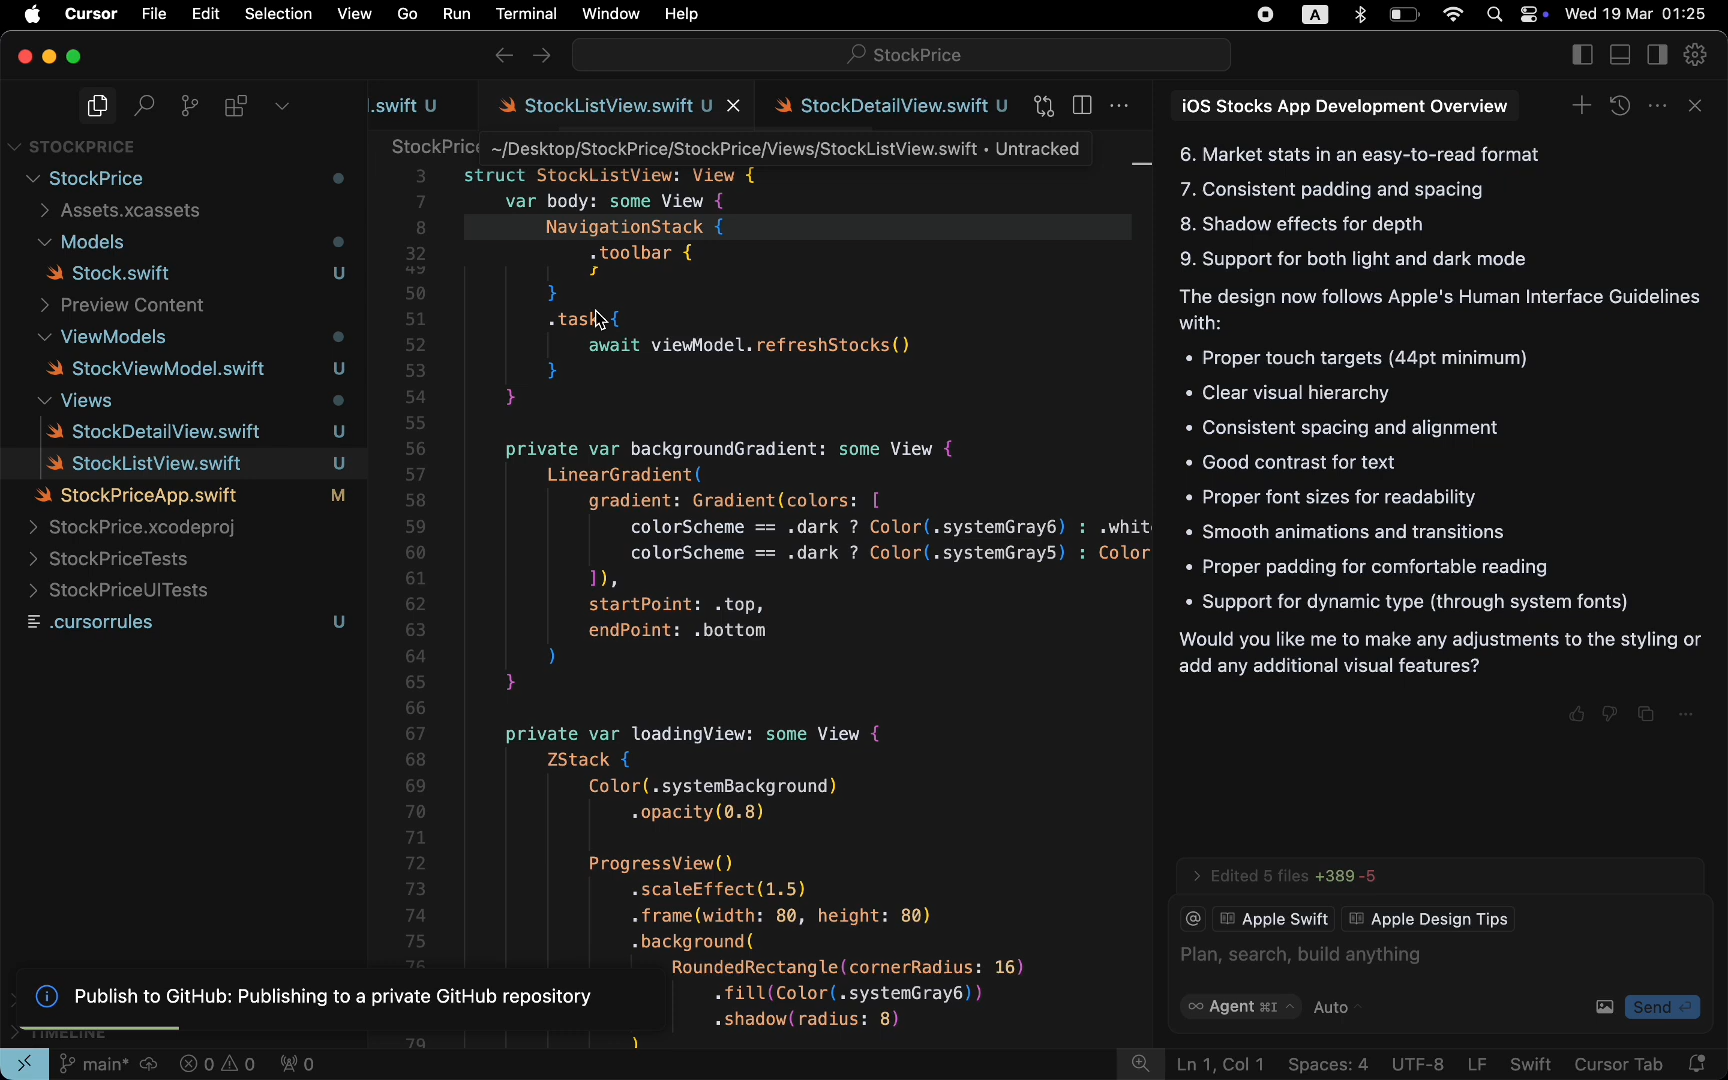 Cursor File Edit Selection View Go Run Terminal Window Help A Wed 19 Mar 01:25
StockPrice
STOCKPRICE
StockPrice
Assets.xcassets
Models
Stock.swift U
Preview Content
ViewModels
StockViewModel.swift U
Views
StockDetailView.swift U
StockListView.swift U
StockPriceApp.swift M
StockPrice.xcodeproj
StockPriceTests
StockPriceUITests
.cursorrules U
TIMELINE
.swift U StockListView.swift U StockDetailView.swift U
StockPrice
~/Desktop/StockPrice/StockPrice/Views/StockListView.swift • Untracked
3 struct StockListView: View {
7 var body: some View {
8 NavigationStack {
32 .toolbar {
49 }
50 }
51 .task {
52 await viewModel.refreshStocks()
53 }
54 }
55
56 private var backgroundGradient: some View {
57 LinearGradient(
58 gradient: Gradient(colors: [
59 colorScheme == .dark ? Color(.systemGray6) : .whit
60 colorScheme == .dark ? Color(.systemGray5) : Color
61 ]),
62 startPoint: .top,
63 endPoint: .bottom
64 )
65 }
66
67 private var loadingView: some View {
68 ZStack {
69 Color(.systemBackground)
70 .opacity(0.8)
71
72 ProgressView()
73 .scaleEffect(1.5)
74 .frame(width: 80, height: 80)
75 .background(
76 RoundedRectangle(cornerRadius: 16)
.fill(Color(.systemGray6))
.shadow(radius: 8)
79 )
Publish to GitHub: Publishing to a private GitHub repository
iOS Stocks App Development Overview
6. Market stats in an easy-to-read format
7. Consistent padding and spacing
8. Shadow effects for depth
9. Support for both light and dark mode
The design now follows Apple's Human Interface Guidelines
with:
• Proper touch targets (44pt minimum)
• Clear visual hierarchy
• Consistent spacing and alignment
• Good contrast for text
• Proper font sizes for readability
• Smooth animations and transitions
• Proper padding for comfortable reading
• Support for dynamic type (through system fonts)
Would you like me to make any adjustments to the styling or
add any additional visual features?
Edited 5 files +389 -5
@ Apple Swift Apple Design Tips
Plan, search, build anything
∞ Agent ⌘I Auto Send
main* 0 0 0 Ln 1, Col 1 Spaces: 4 UTF-8 LF Swift Cursor Tab